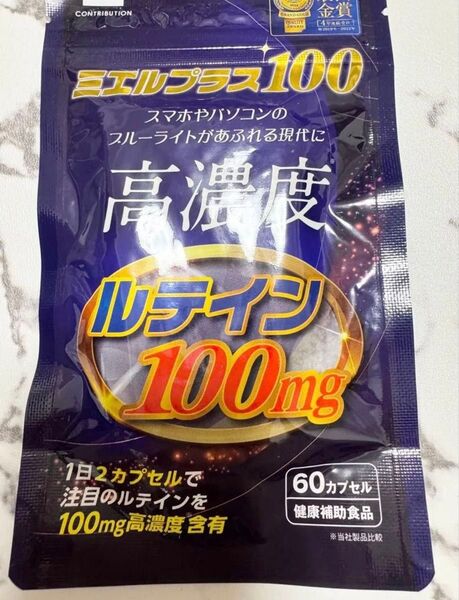 CONTRIBUTION
金賞
ミエルプラス100
スマホやパソコンの
ブルーライトがあふれる現代に
高濃度
ルテイン
100mg
1日2カプセルで
注目のルテインを
100mg高濃度含有
60カプセル
健康補助食品
※当社製品比較